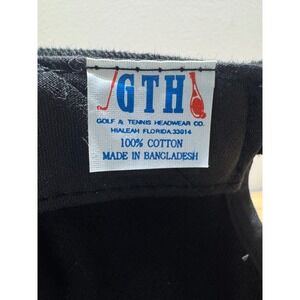 GTH
GOLF & TENNIS HEADWEAR CO.
HIALEAH FLORIDA.33014
100% COTTON
MADE IN BANGLADESH